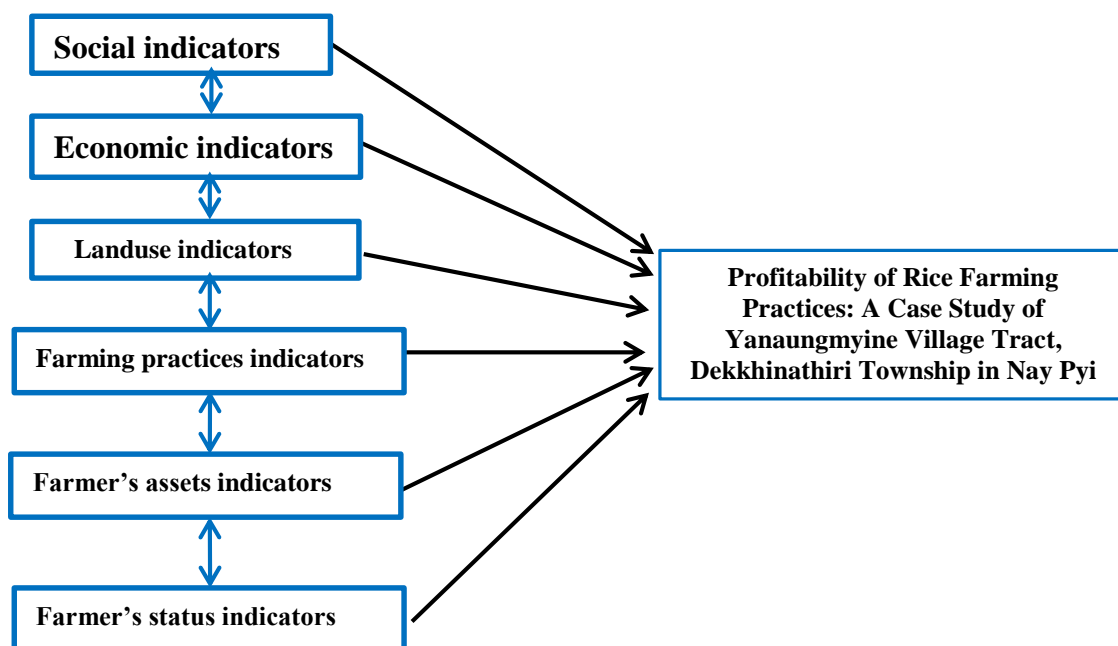 Social indicators
Economic indicators
Landuse indicators
Farming practices indicators
Farmer’s assets indicators
Farmer’s status indicators
Profitability of Rice Farming
Practices: A Case Study of
Yanaungmyine Village Tract,
Dekkhinathiri Township in Nay Pyi